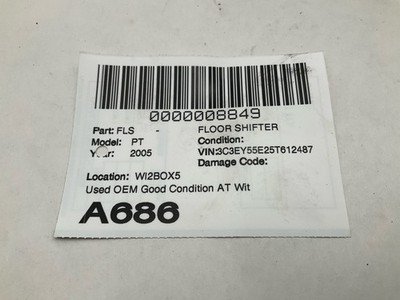 0000008849
Part: FLS - FLOOR SHIFTER
Model: PT Condition:
Year: 2005 VIN:3C3EY55E25T612487
Damage Code:
Location: WI2BOX5
Used OEM Good Condition AT Wit
A686